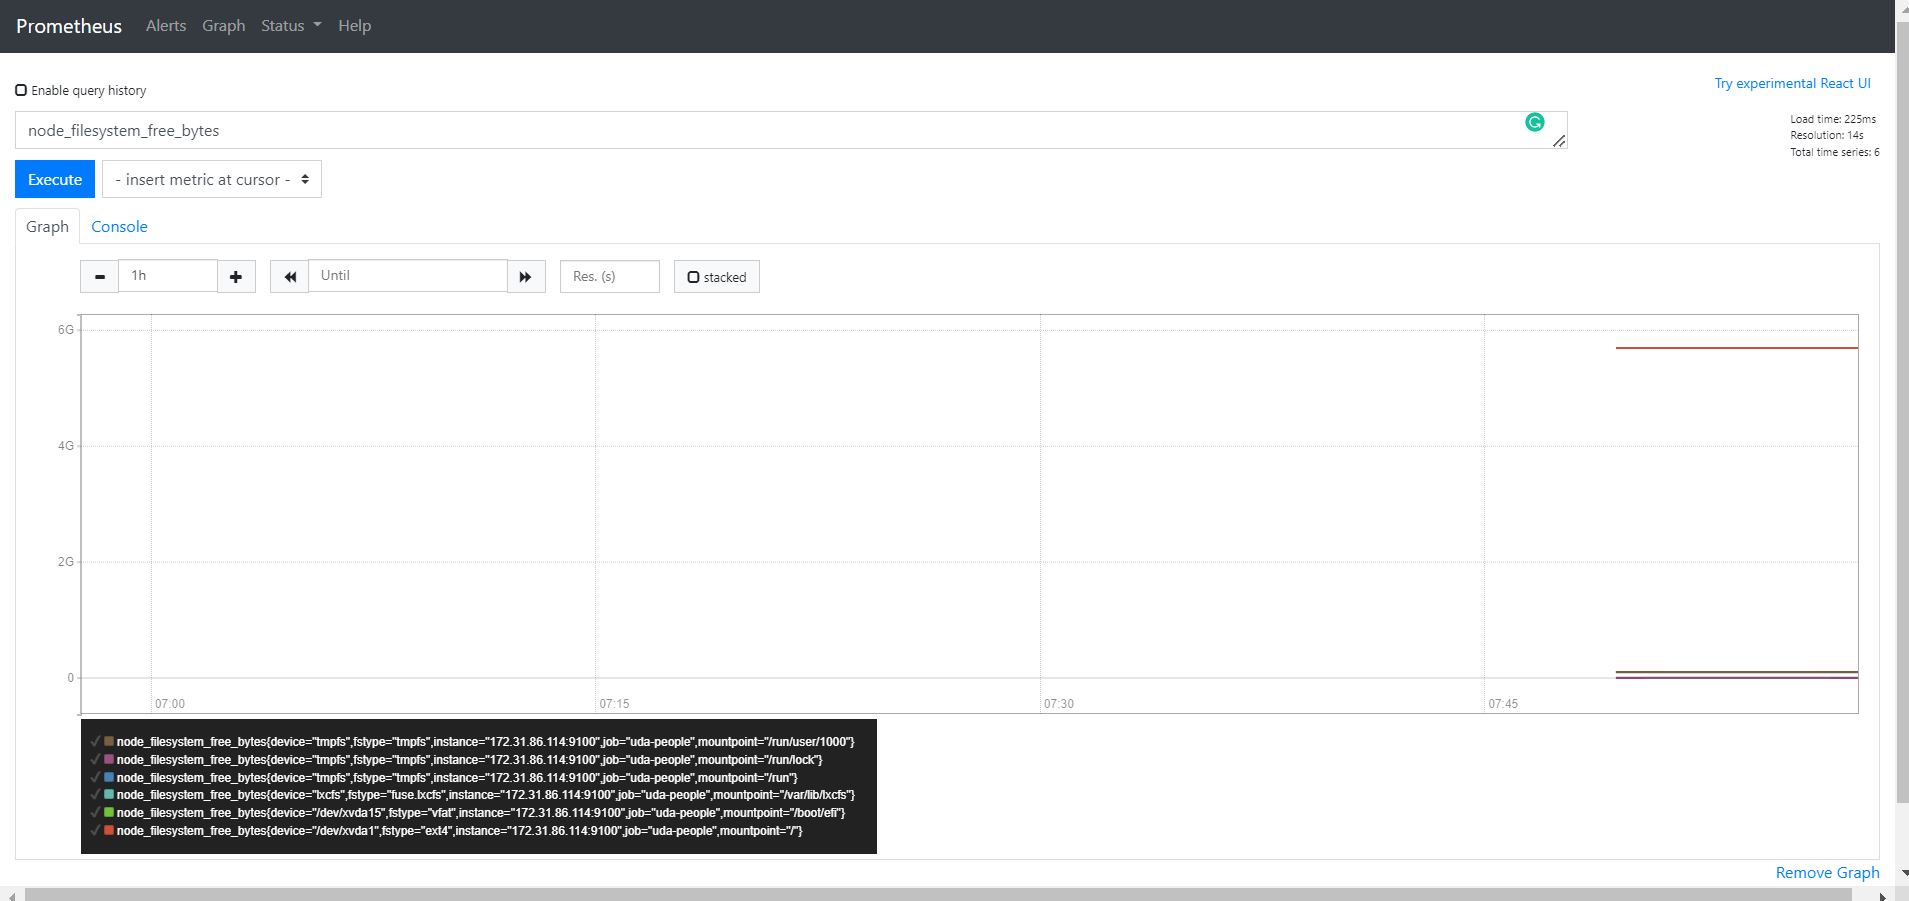 Prometheus Alerts Graph Status Help
Enable query history
Try experimental React UI
node_filesystem_free_bytes
Load time: 225ms
Resolution: 14s
Total time series: 6
Execute - insert metric at cursor -
Graph Console
1h Until Res. (s) stacked
6G
4G
2G
0
07:00 07:15 07:30 07:45
node_filesystem_free_bytes{device="tmpfs",fstype="tmpfs",instance="172.31.86.114:9100",job="uda-people",mountpoint="/run/user/1000"}
node_filesystem_free_bytes{device="tmpfs",fstype="tmpfs",instance="172.31.86.114:9100",job="uda-people",mountpoint="/run/lock"}
node_filesystem_free_bytes{device="tmpfs",fstype="tmpfs",instance="172.31.86.114:9100",job="uda-people",mountpoint="/run"}
node_filesystem_free_bytes{device="lxcfs",fstype="fuse.lxcfs",instance="172.31.86.114:9100",job="uda-people",mountpoint="/var/lib/lxcfs"}
node_filesystem_free_bytes{device="/dev/xvda15",fstype="vfat",instance="172.31.86.114:9100",job="uda-people",mountpoint="/boot/efi"}
node_filesystem_free_bytes{device="/dev/xvda1",fstype="ext4",instance="172.31.86.114:9100",job="uda-people",mountpoint="/"}
Remove Graph